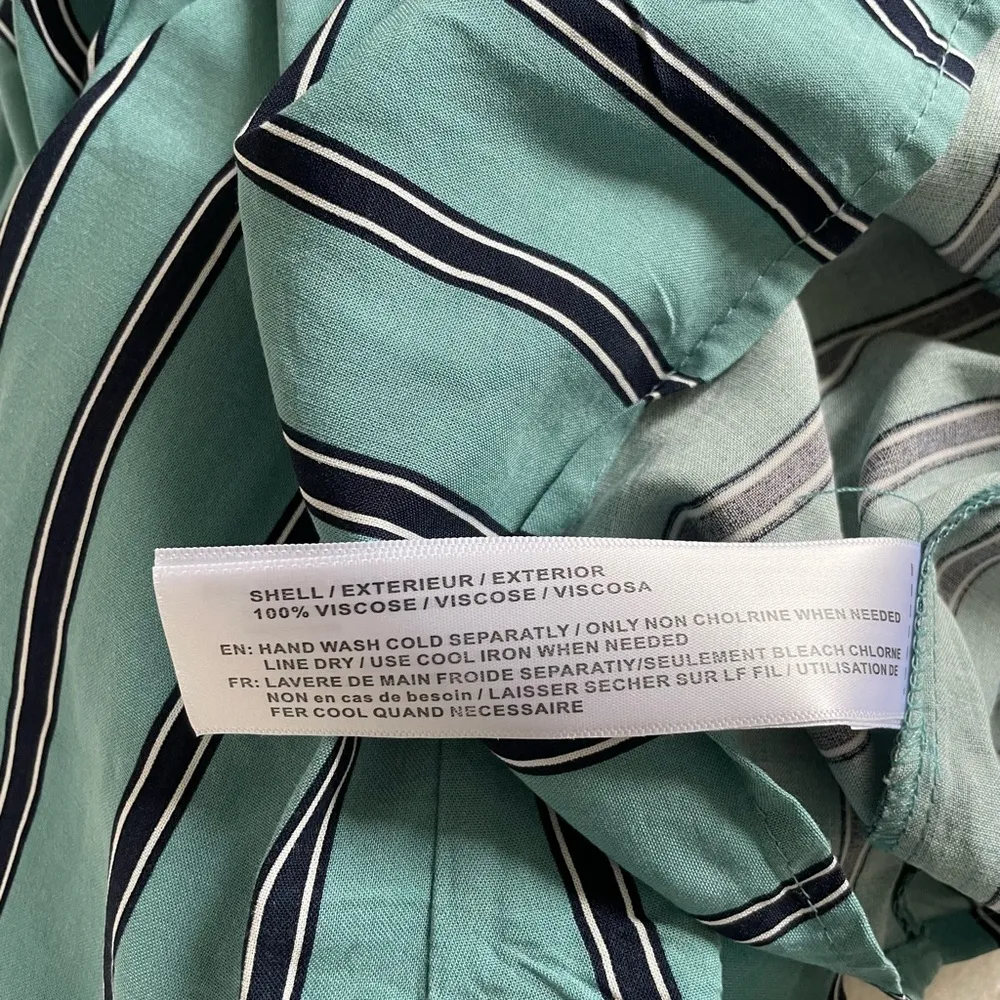 SHELL / EXTERIEUR / EXTERIOR
100% VISCOSE / VISCOSE / VISCOSA
EN: HAND WASH COLD SEPARATLY / ONLY NON CHOLRINE WHEN NEEDED
LINE DRY / USE COOL IRON WHEN NEEDED
FR: LAVERE DE MAIN FROIDE SEPARATIY/SEULEMENT BLEACH CHLORNE
NON en cas de besoin / LAISSER SECHER SUR LF FIL / UTILISATION DE
FER COOL QUAND NECESSAIRE